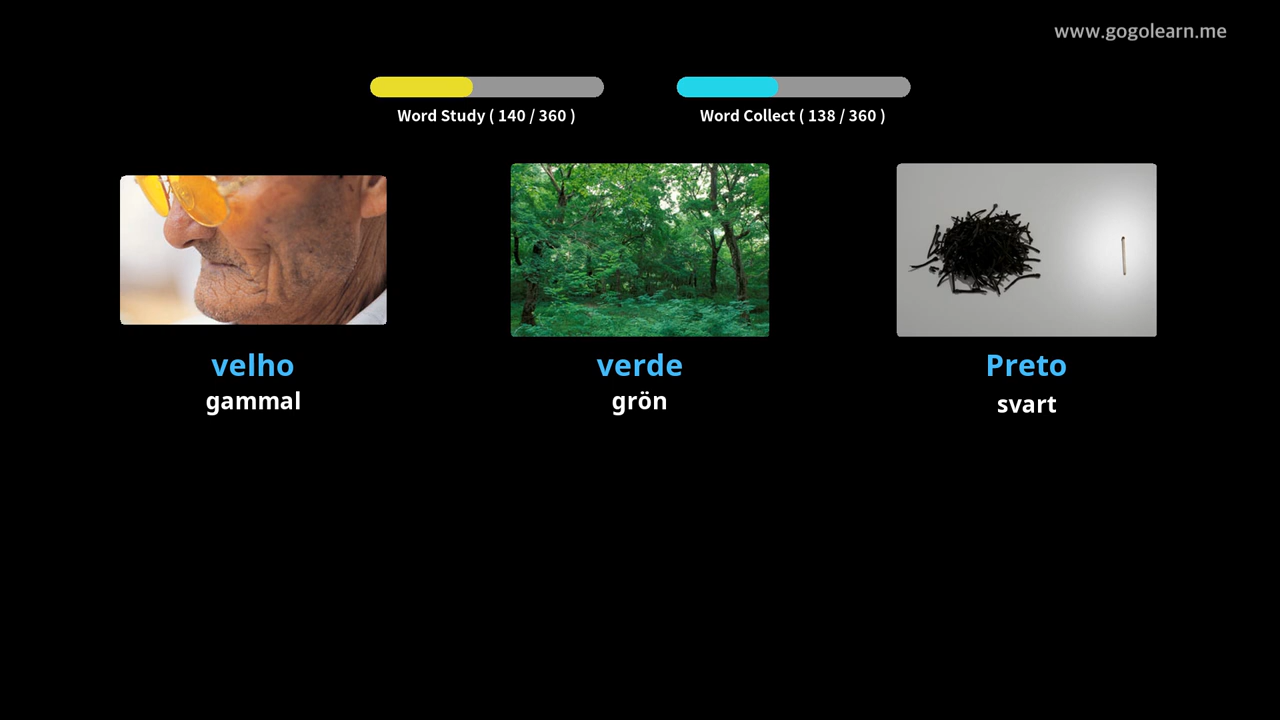 www.gogolearn.me
Word Study ( 140 / 360 )
Word Collect ( 138 / 360 )
velho
gammal
verde
grön
Preto
svart